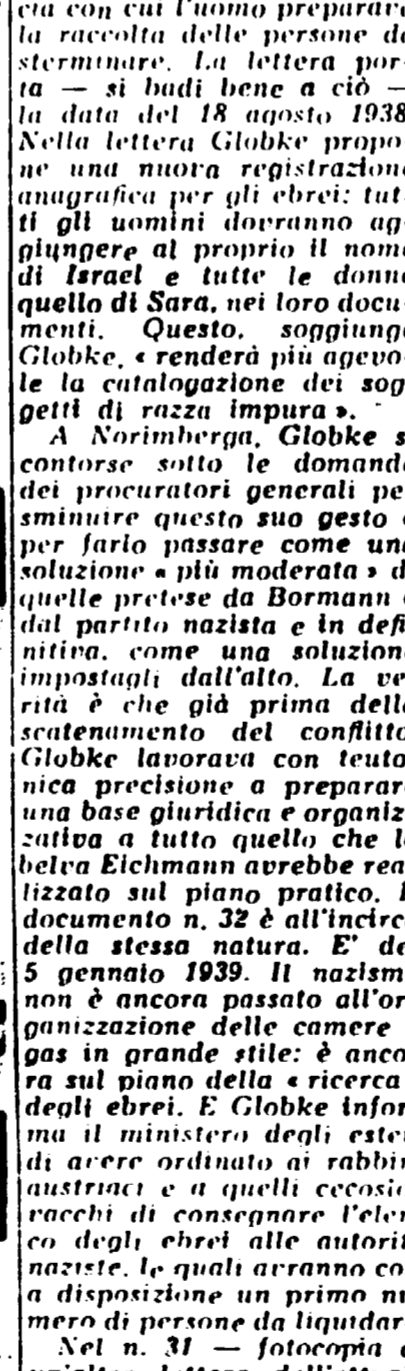 cia con cui l'uomo preparava
la raccolta delle persone da
sterminare. La lettera por-
ta — si badi bene a ciò —
la data del 18 agosto 1938
Nella lettera Globke propo-
ne una nuova registrazione
anagrafica per gli ebrei: tut-
ti gli uomini dovranno ag-
giungere al proprio il nome
di Israel e tutte le donne
quello di Sara, nei loro docu-
menti. Questo, soggiunge
Globke, « renderà più agevo-
le la catalogazione dei sog-
getti di razza impura ».
A Norimberga, Globke s
contorse sotto le domande
dei procuratori generali pe
sminuire questo suo gesto e
per farlo passare come una
soluzione « più moderata » d
quelle pretese da Bormann e
dal partito nazista e in defi
nitiva, come una soluzione
impostagli dall'alto. La ve
rità è che già prima dello
scatenamento del conflitto
Globke lavorava con teuto-
nica precisione a preparare
una base giuridica e organiz-
zativa a tutto quello che l
belva Eichmann avrebbe rea-
lizzato sul piano pratico. I
documento n. 32 è all'incirca
della stessa natura. E' de
5 gennaio 1939. Il nazism
non è ancora passato all'or
ganizzazione delle camere
gas in grande stile: è anco
ra sul piano della « ricerca
degli ebrei. E Globke infor
ma il ministero degli ester
di avere ordinato ai rabbin
austriaci e a quelli cecoslo
vacchi di consegnare l'elen
co degli ebrei alle autorit
naziste, le quali avranno co
a disposizione un primo nu
mero di persone da liquidar
Nel n. 31 — fotocopia d